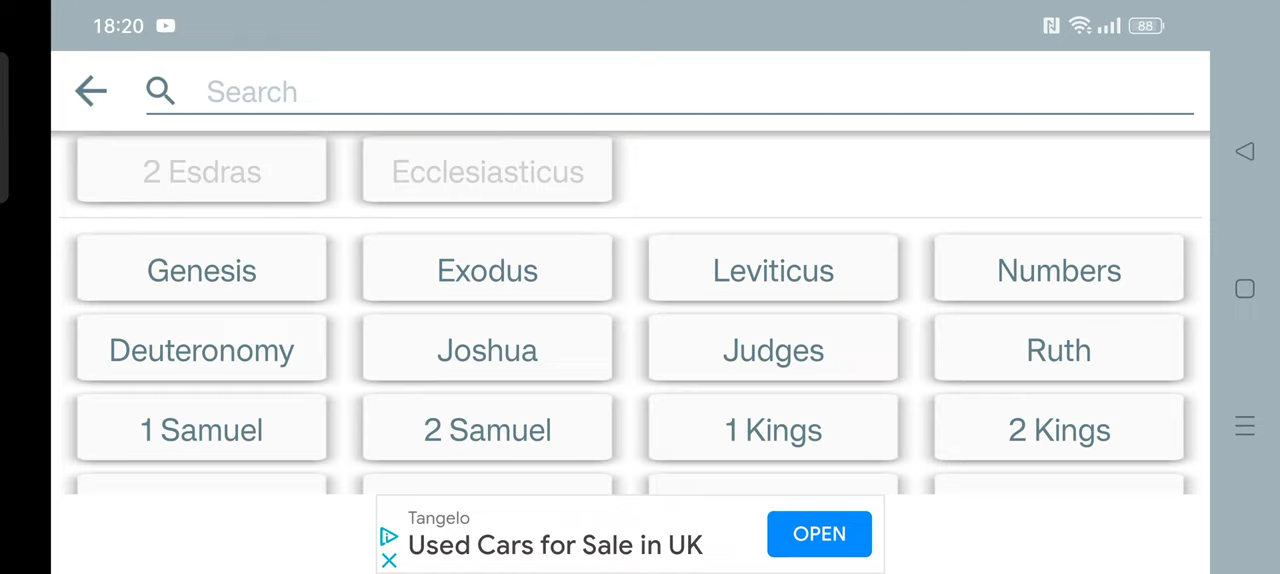 18:20 88
Search
2 Esdras Ecclesiasticus
Genesis Exodus Leviticus Numbers
Deuteronomy Joshua Judges Ruth
1 Samuel 2 Samuel 1 Kings 2 Kings
Tangelo
Used Cars for Sale in UK
OPEN